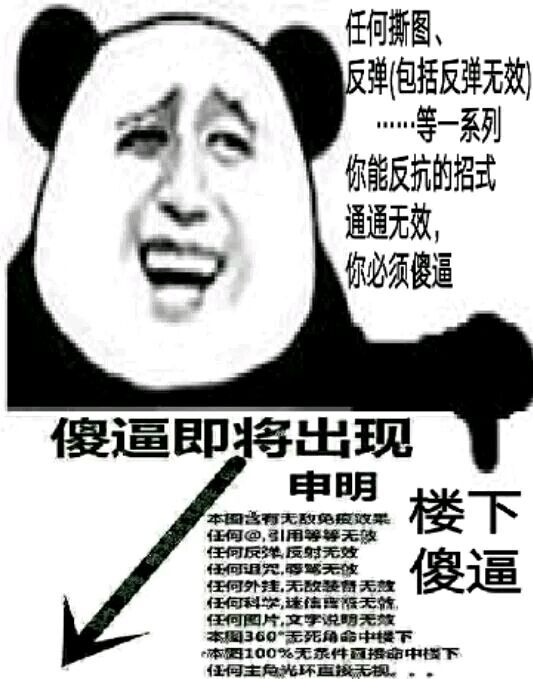 任何撕图、
反弹(包括反弹无效)
……等一系列
你能反抗的招式
通通无效,
你必须傻逼
傻逼即将出现
申明
本图含有无敌免疫效果
任何@,引用等等无效
任何反弹,反射无效
任何诅咒,辱骂无效
任何外挂,无敌装备无效
任何科学,迷信言论无效,
任何图片,文字说明无效
本图360°无死角命中楼下
本图100%无条件直接命中楼下
任何主角光环直接无视。。。
楼下
傻逼